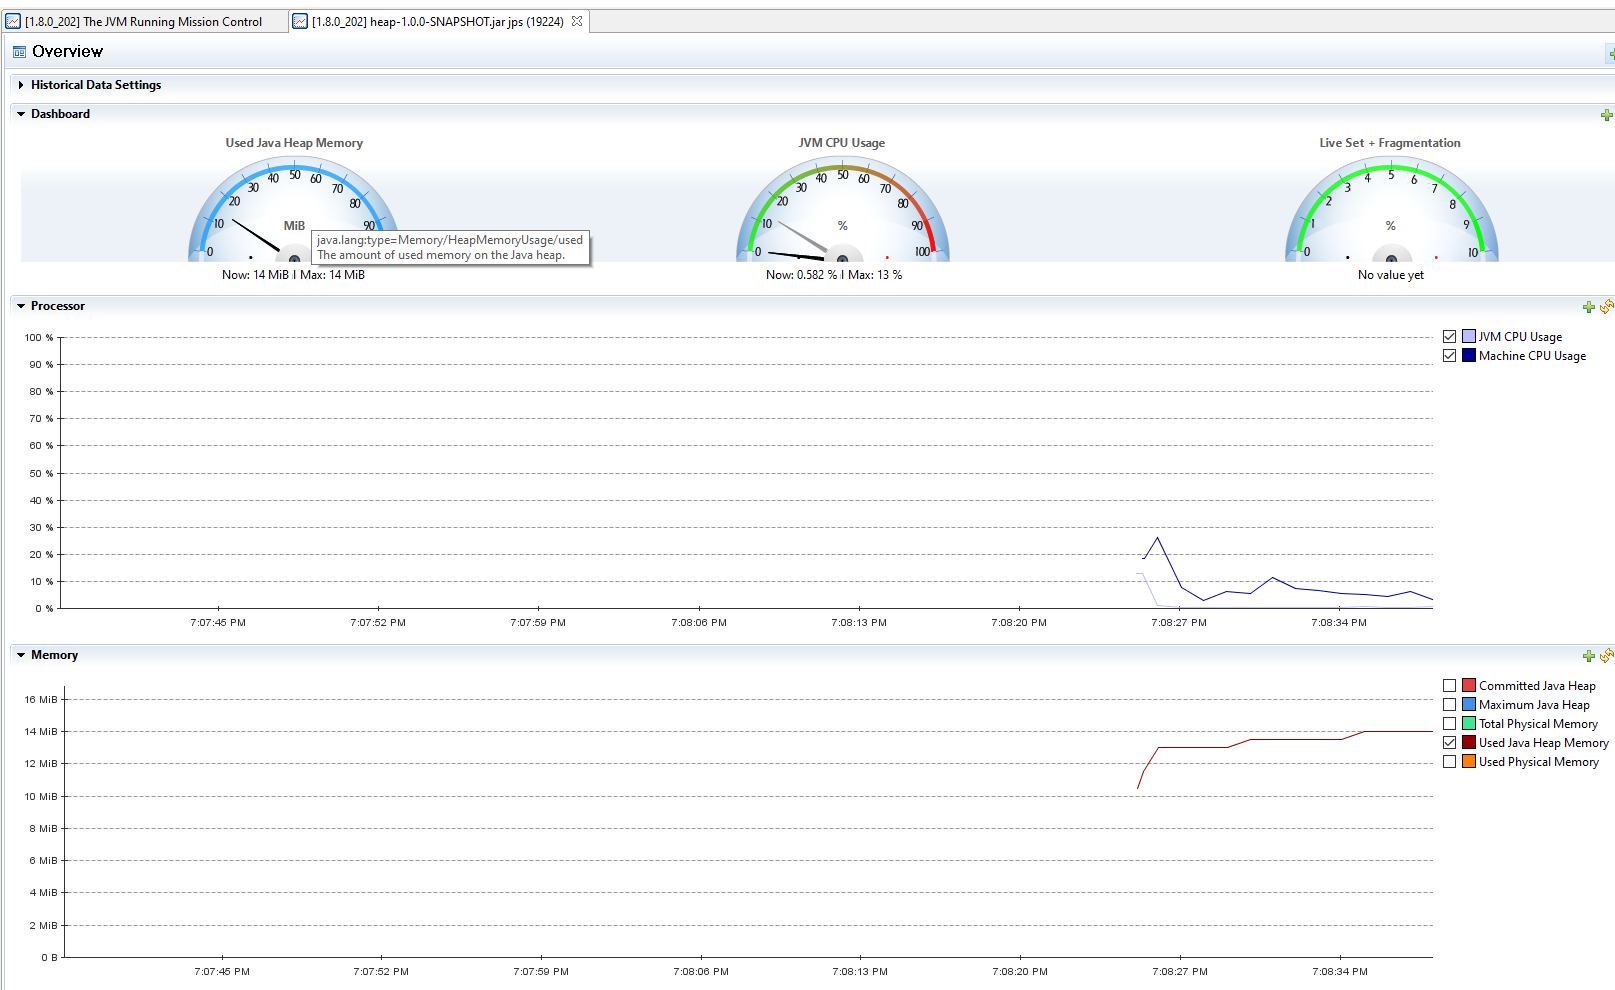 [1.8.0_202] The JVM Running Mission Control
[1.8.0_202] heap-1.0.0-SNAPSHOT.jar jps (19224)
Overview
Historical Data Settings
Dashboard
Used Java Heap Memory
0 10 20 30 40 50 60 70 80 90
MiB
Now: 14 MiB | Max: 14 MiB
java.lang:type=Memory/HeapMemoryUsage/used
The amount of used memory on the Java heap.
JVM CPU Usage
0 10 20 30 40 50 60 70 80 90 100
%
Now: 0.582 % | Max: 13 %
Live Set + Fragmentation
0 1 2 3 4 5 6 7 8 9 10
%
No value yet
Processor
100 %
90 %
80 %
70 %
60 %
50 %
40 %
30 %
20 %
10 %
0 %
7:07:45 PM 7:07:52 PM 7:07:59 PM 7:08:06 PM 7:08:13 PM 7:08:20 PM 7:08:27 PM 7:08:34 PM
JVM CPU Usage
Machine CPU Usage
Memory
16 MiB
14 MiB
12 MiB
10 MiB
8 MiB
6 MiB
4 MiB
2 MiB
0 B
7:07:45 PM 7:07:52 PM 7:07:59 PM 7:08:06 PM 7:08:13 PM 7:08:20 PM 7:08:27 PM 7:08:34 PM
Committed Java Heap
Maximum Java Heap
Total Physical Memory
Used Java Heap Memory
Used Physical Memory